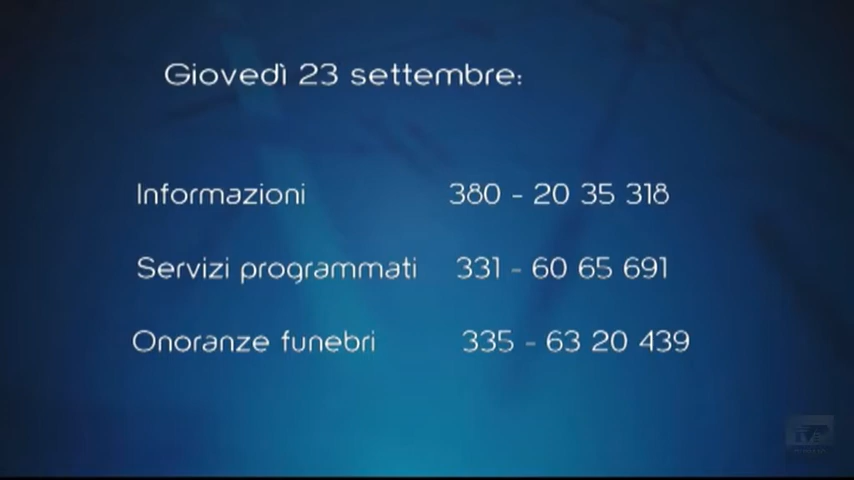 Giovedì 23 settembre:
Informazioni 380 - 20 35 318
Servizi programmati 331 - 60 65 691
Onoranze funebri 335 - 63 20 439